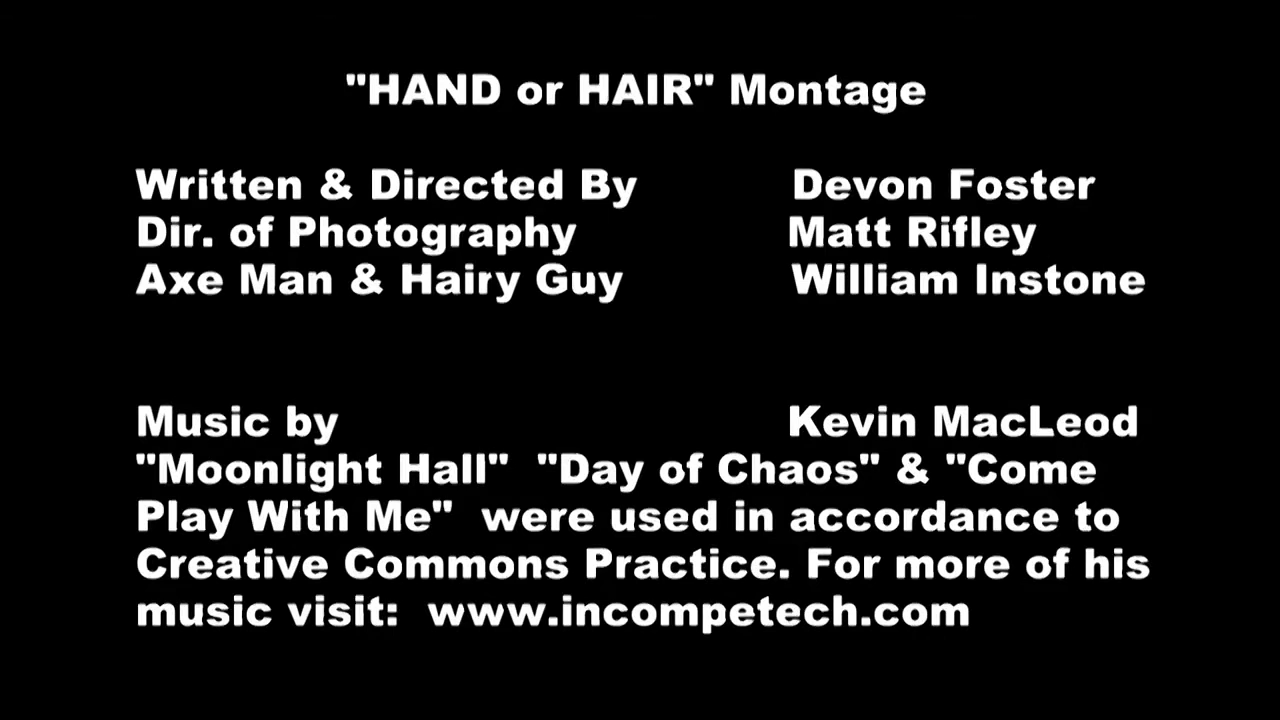 "HAND or HAIR" Montage
Written & Directed By Devon Foster
Dir. of Photography Matt Rifley
Axe Man & Hairy Guy William Instone
Music by Kevin MacLeod
"Moonlight Hall" "Day of Chaos" & "Come
Play With Me" were used in accordance to
Creative Commons Practice. For more of his
music visit: www.incompetech.com